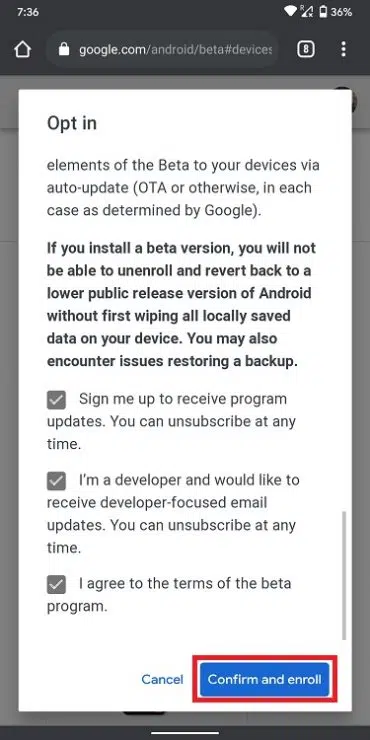 7:36
R
36%
google.com/android/beta#devices
8
Opt in
elements of the Beta to your devices via
auto-update (OTA or otherwise, in each
case as determined by Google).
If you install a beta version, you will not
be able to unenroll and revert back to a
lower public release version of Android
without first wiping all locally saved
data on your device. You may also
encounter issues restoring a backup.
Sign me up to receive program
updates. You can unsubscribe at any
time.
I'm a developer and would like to
receive developer-focused email
updates. You can unsubscribe at any
time.
I agree to the terms of the beta
program.
Cancel
Confirm and enroll